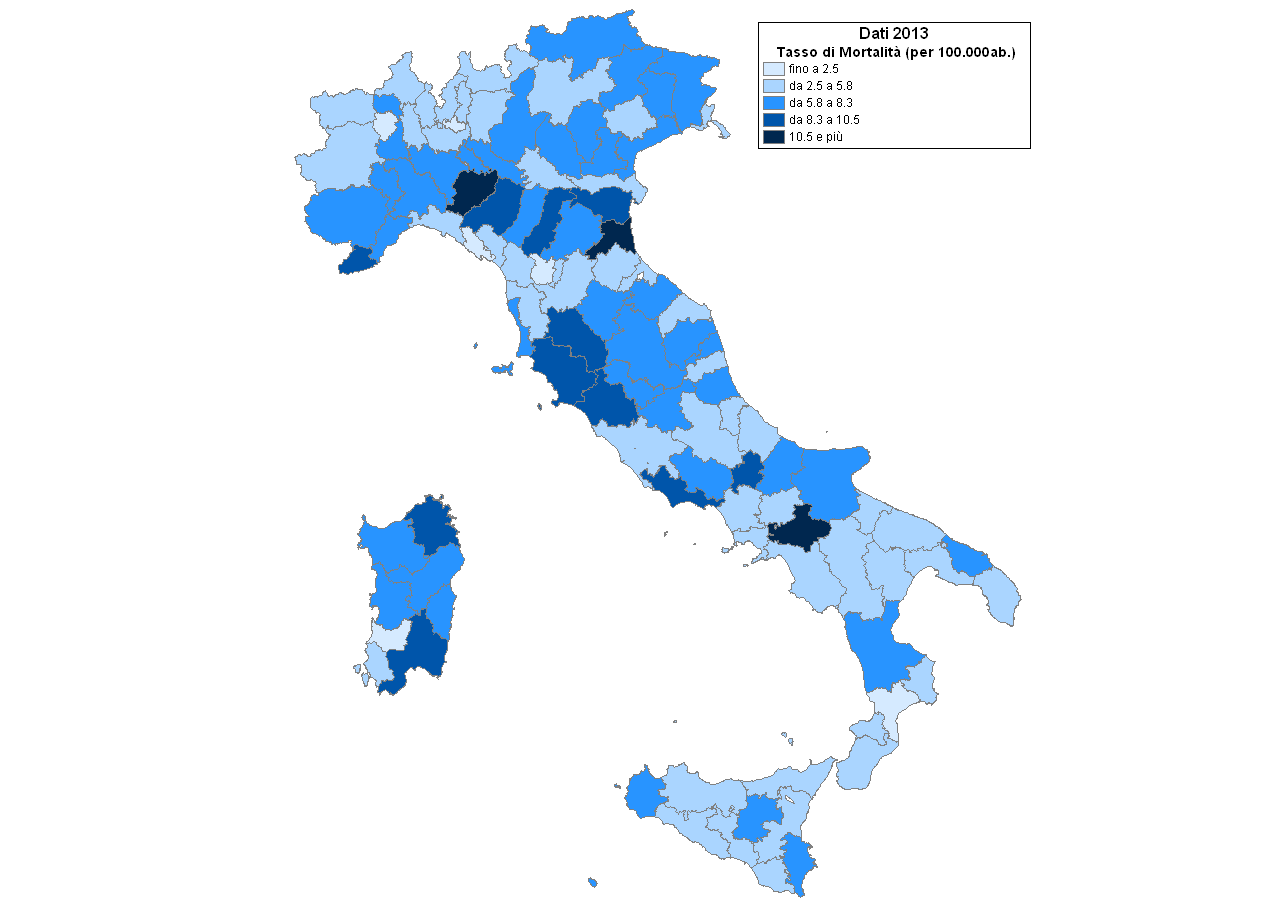 Dati 2013
Tasso di Mortalità (per 100.000ab.)
fino a 2.5
da 2.5 a 5.8
da 5.8 a 8.3
da 8.3 a 10.5
10.5 e più